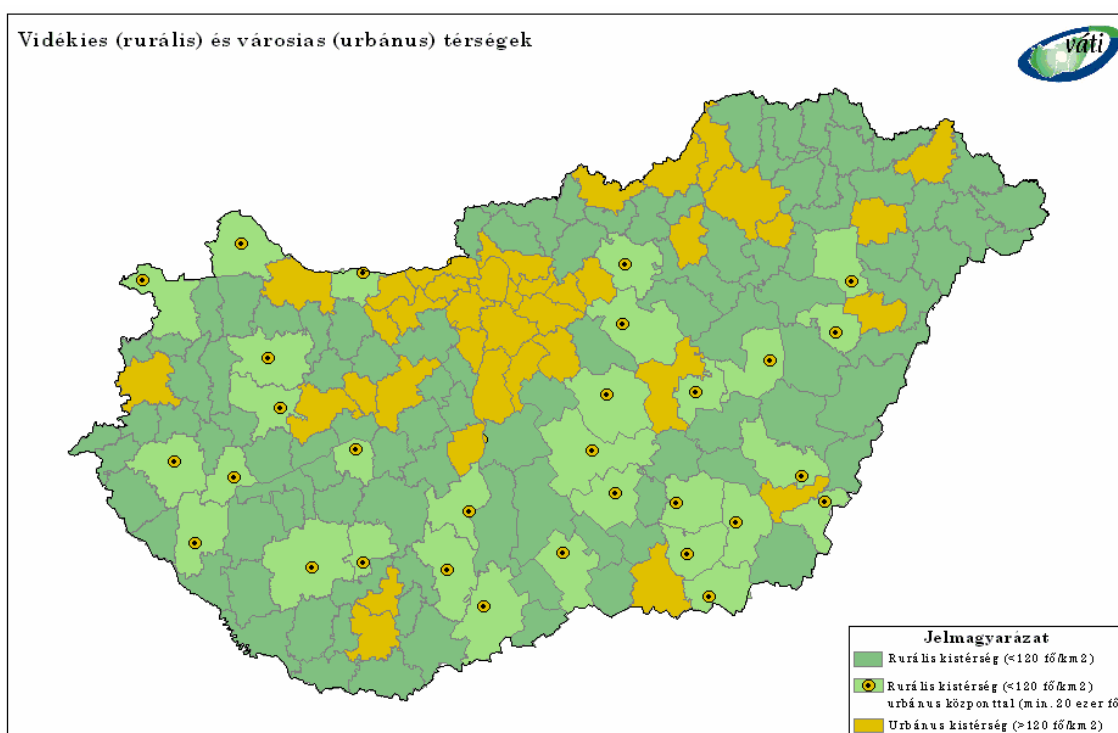 Vidékies (rurális) és városias (urbánus) térségek
váti
Jelmagyarázat
Rurális kistérség (<120 fő/km2)
Rurális kistérség (<120 fő/km2)
urbánus központtal (min. 20 ezer fő
Urbánus kistérség (>120 fő/km2)